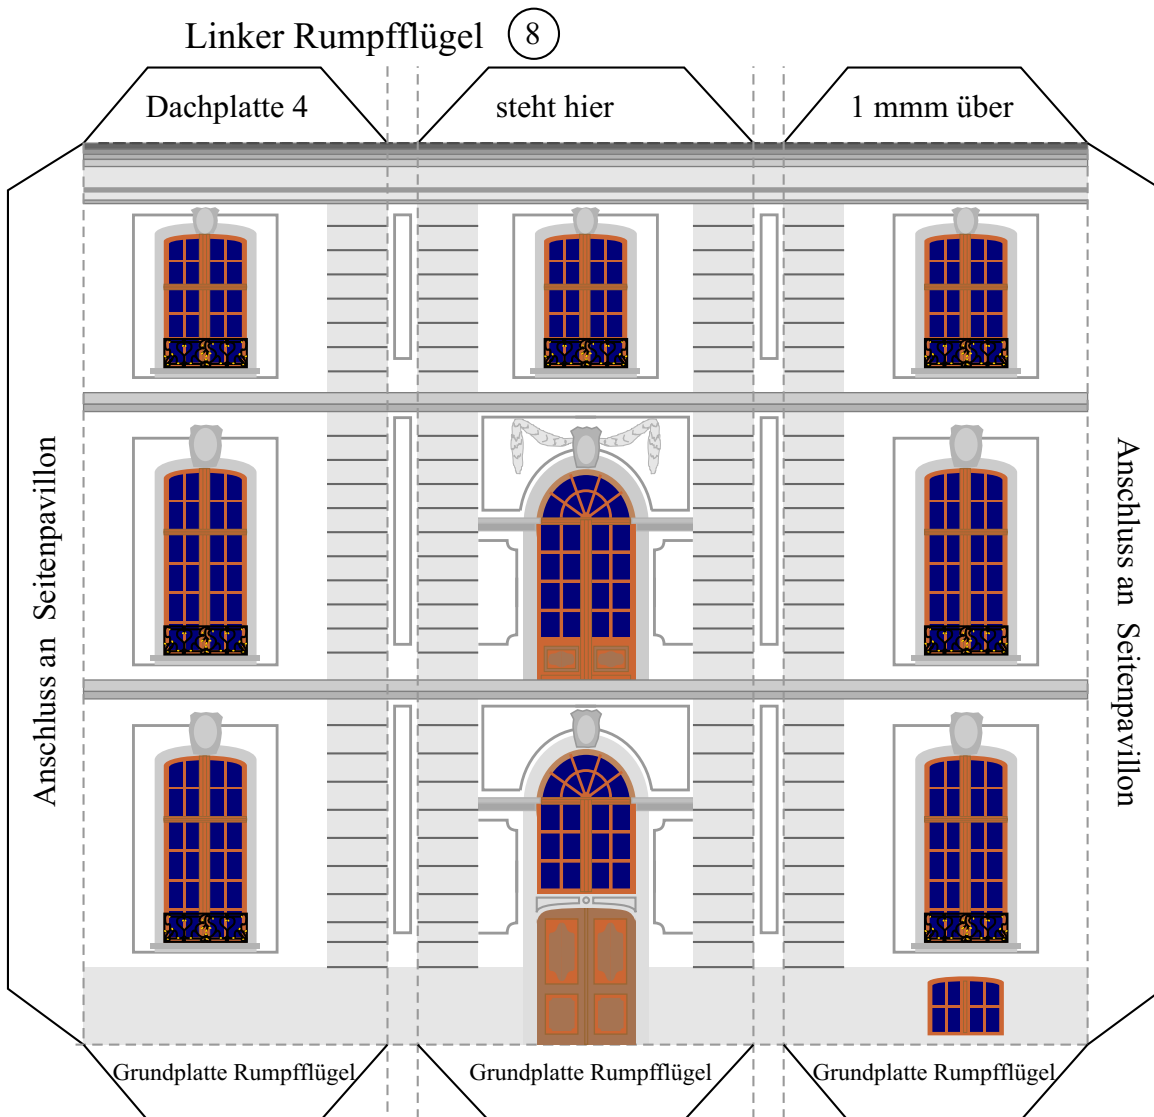 Linker Rumpfflügel 8
Dachplatte 4
steht hier
1 mmm über
Anschluss an Seitenpavillon
Anschluss an Seitenpavillon
Grundplatte Rumpfflügel
Grundplatte Rumpfflügel
Grundplatte Rumpfflügel